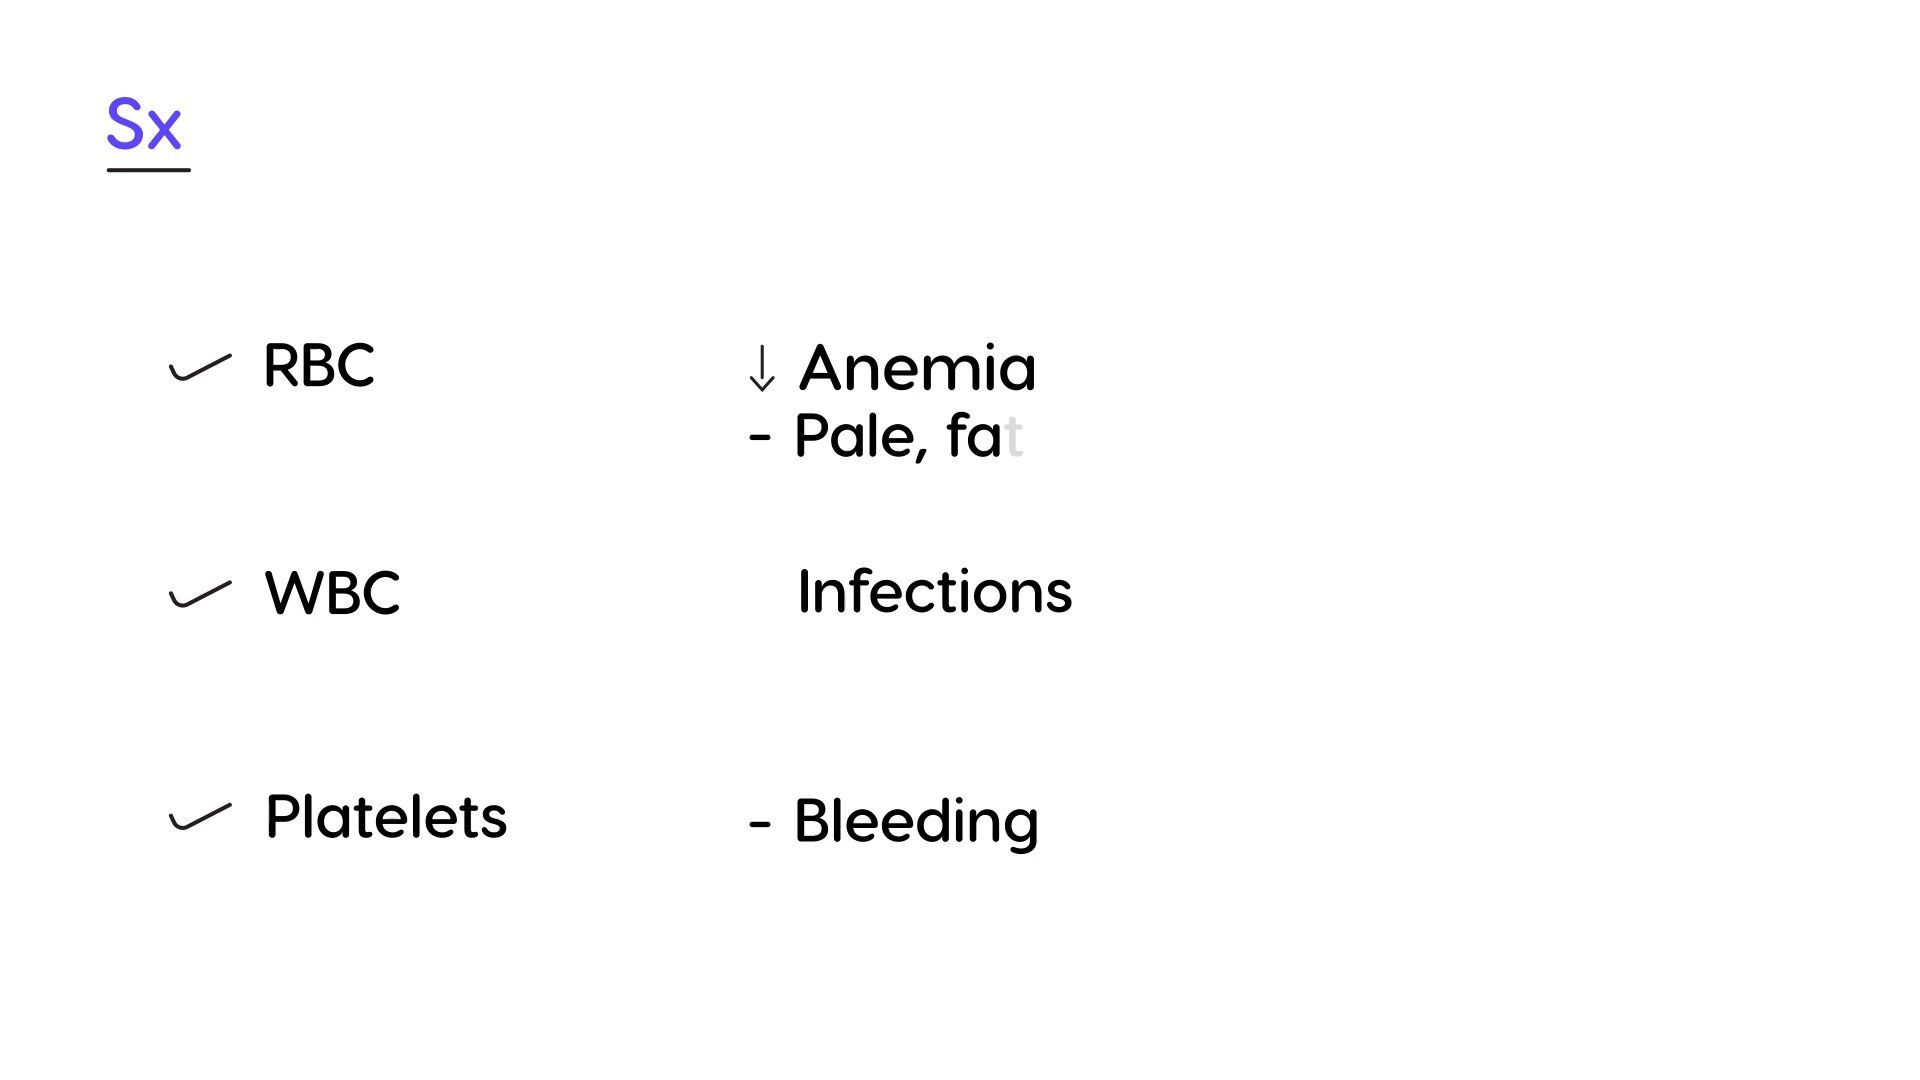 Sx
RBC
↓ Anemia
- Pale, fat
WBC
Infections
Platelets
- Bleeding